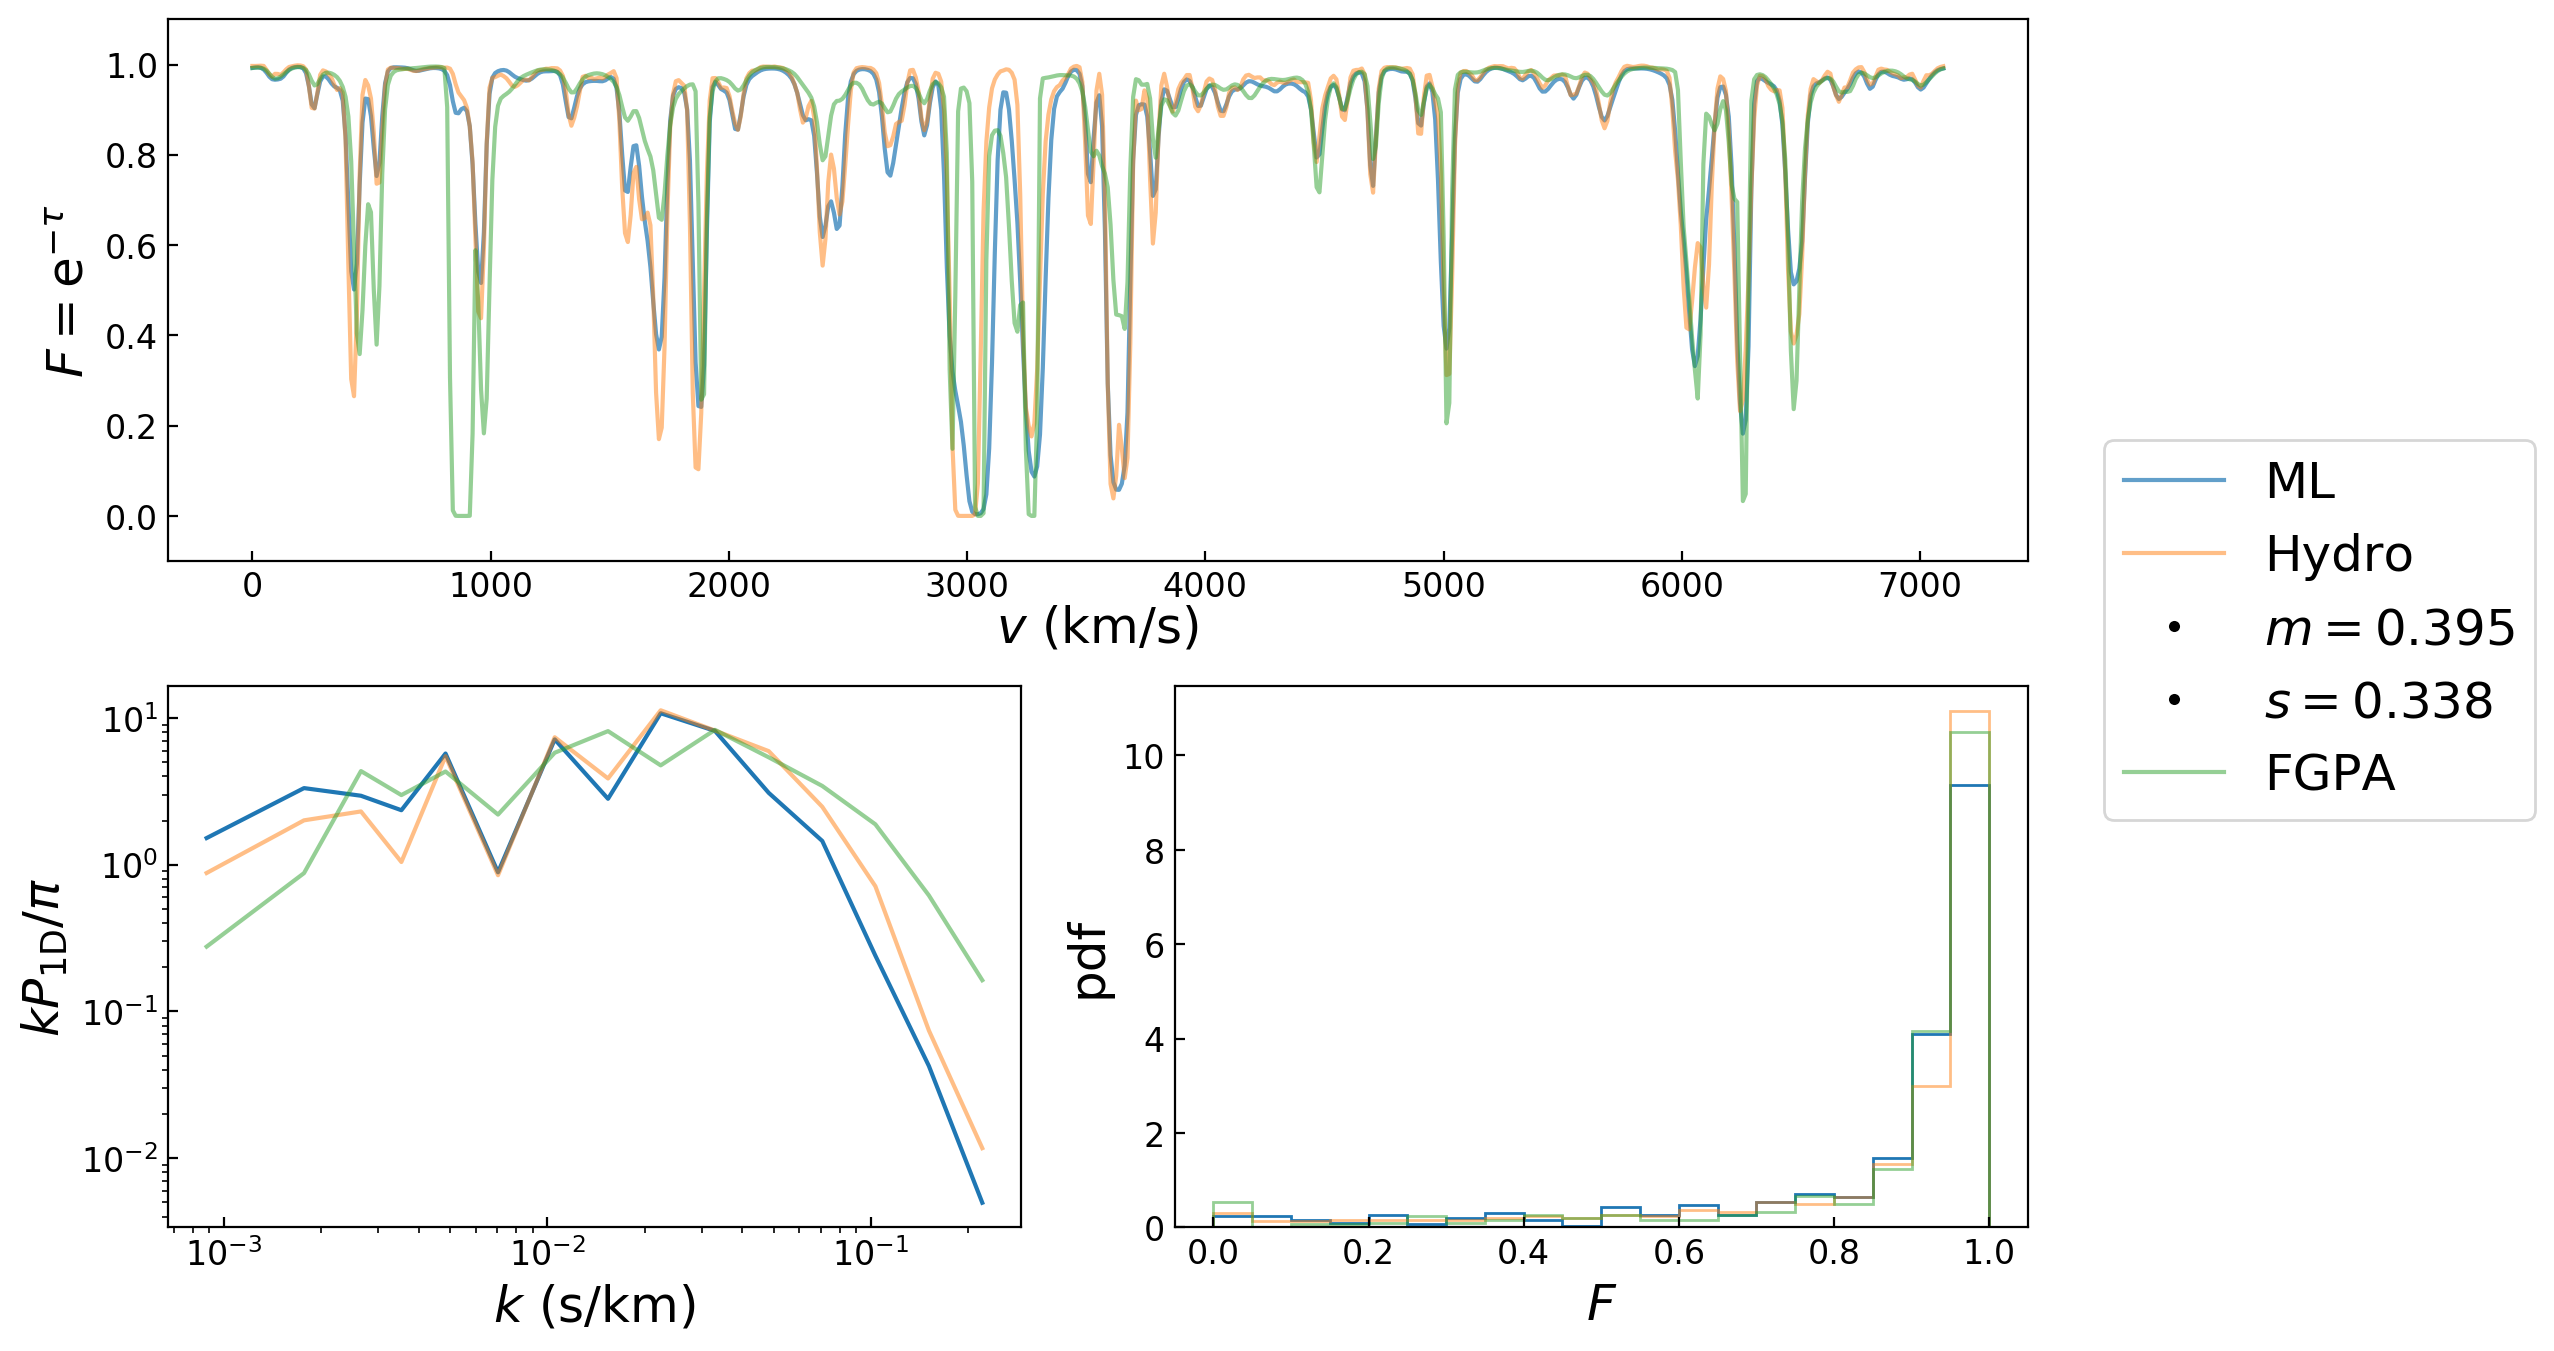 F = e^{−τ}
1.0
0.8
0.6
0.4
0.2
0.0
0 1000 2000 3000 4000 5000 6000 7000
v (km/s)
ML
Hydro
m = 0.395
s = 0.338
FGPA
kP_{1D}/π
10^1
10^0
10^{−1}
10^{−2}
10^{−3} 10^{−2} 10^{−1}
k (s/km)
pdf
10
8
6
4
2
0
0.0 0.2 0.4 0.6 0.8 1.0
F